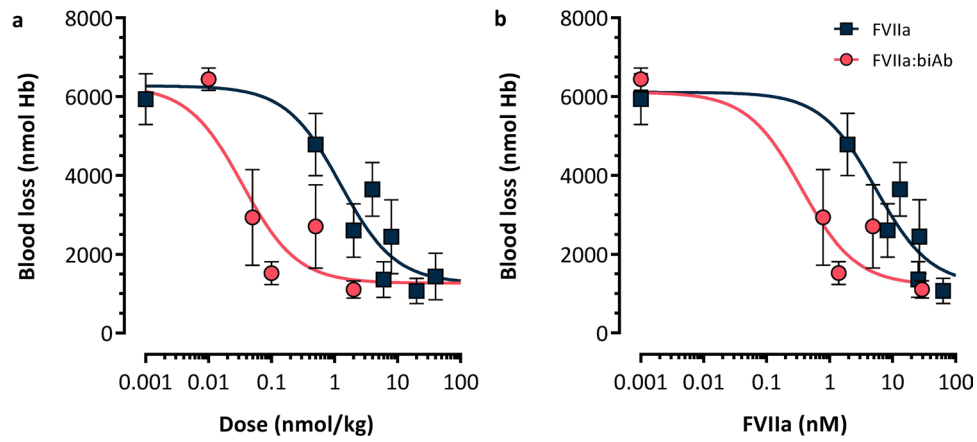 a
Blood loss (nmol Hb)
8000
6000
4000
2000
0
0.001 0.01 0.1 1 10 100
Dose (nmol/kg)
b
FVIIa
FVIIa:biAb
Blood loss (nmol Hb)
8000
6000
4000
2000
0
0.001 0.01 0.1 1 10 100
FVIIa (nM)